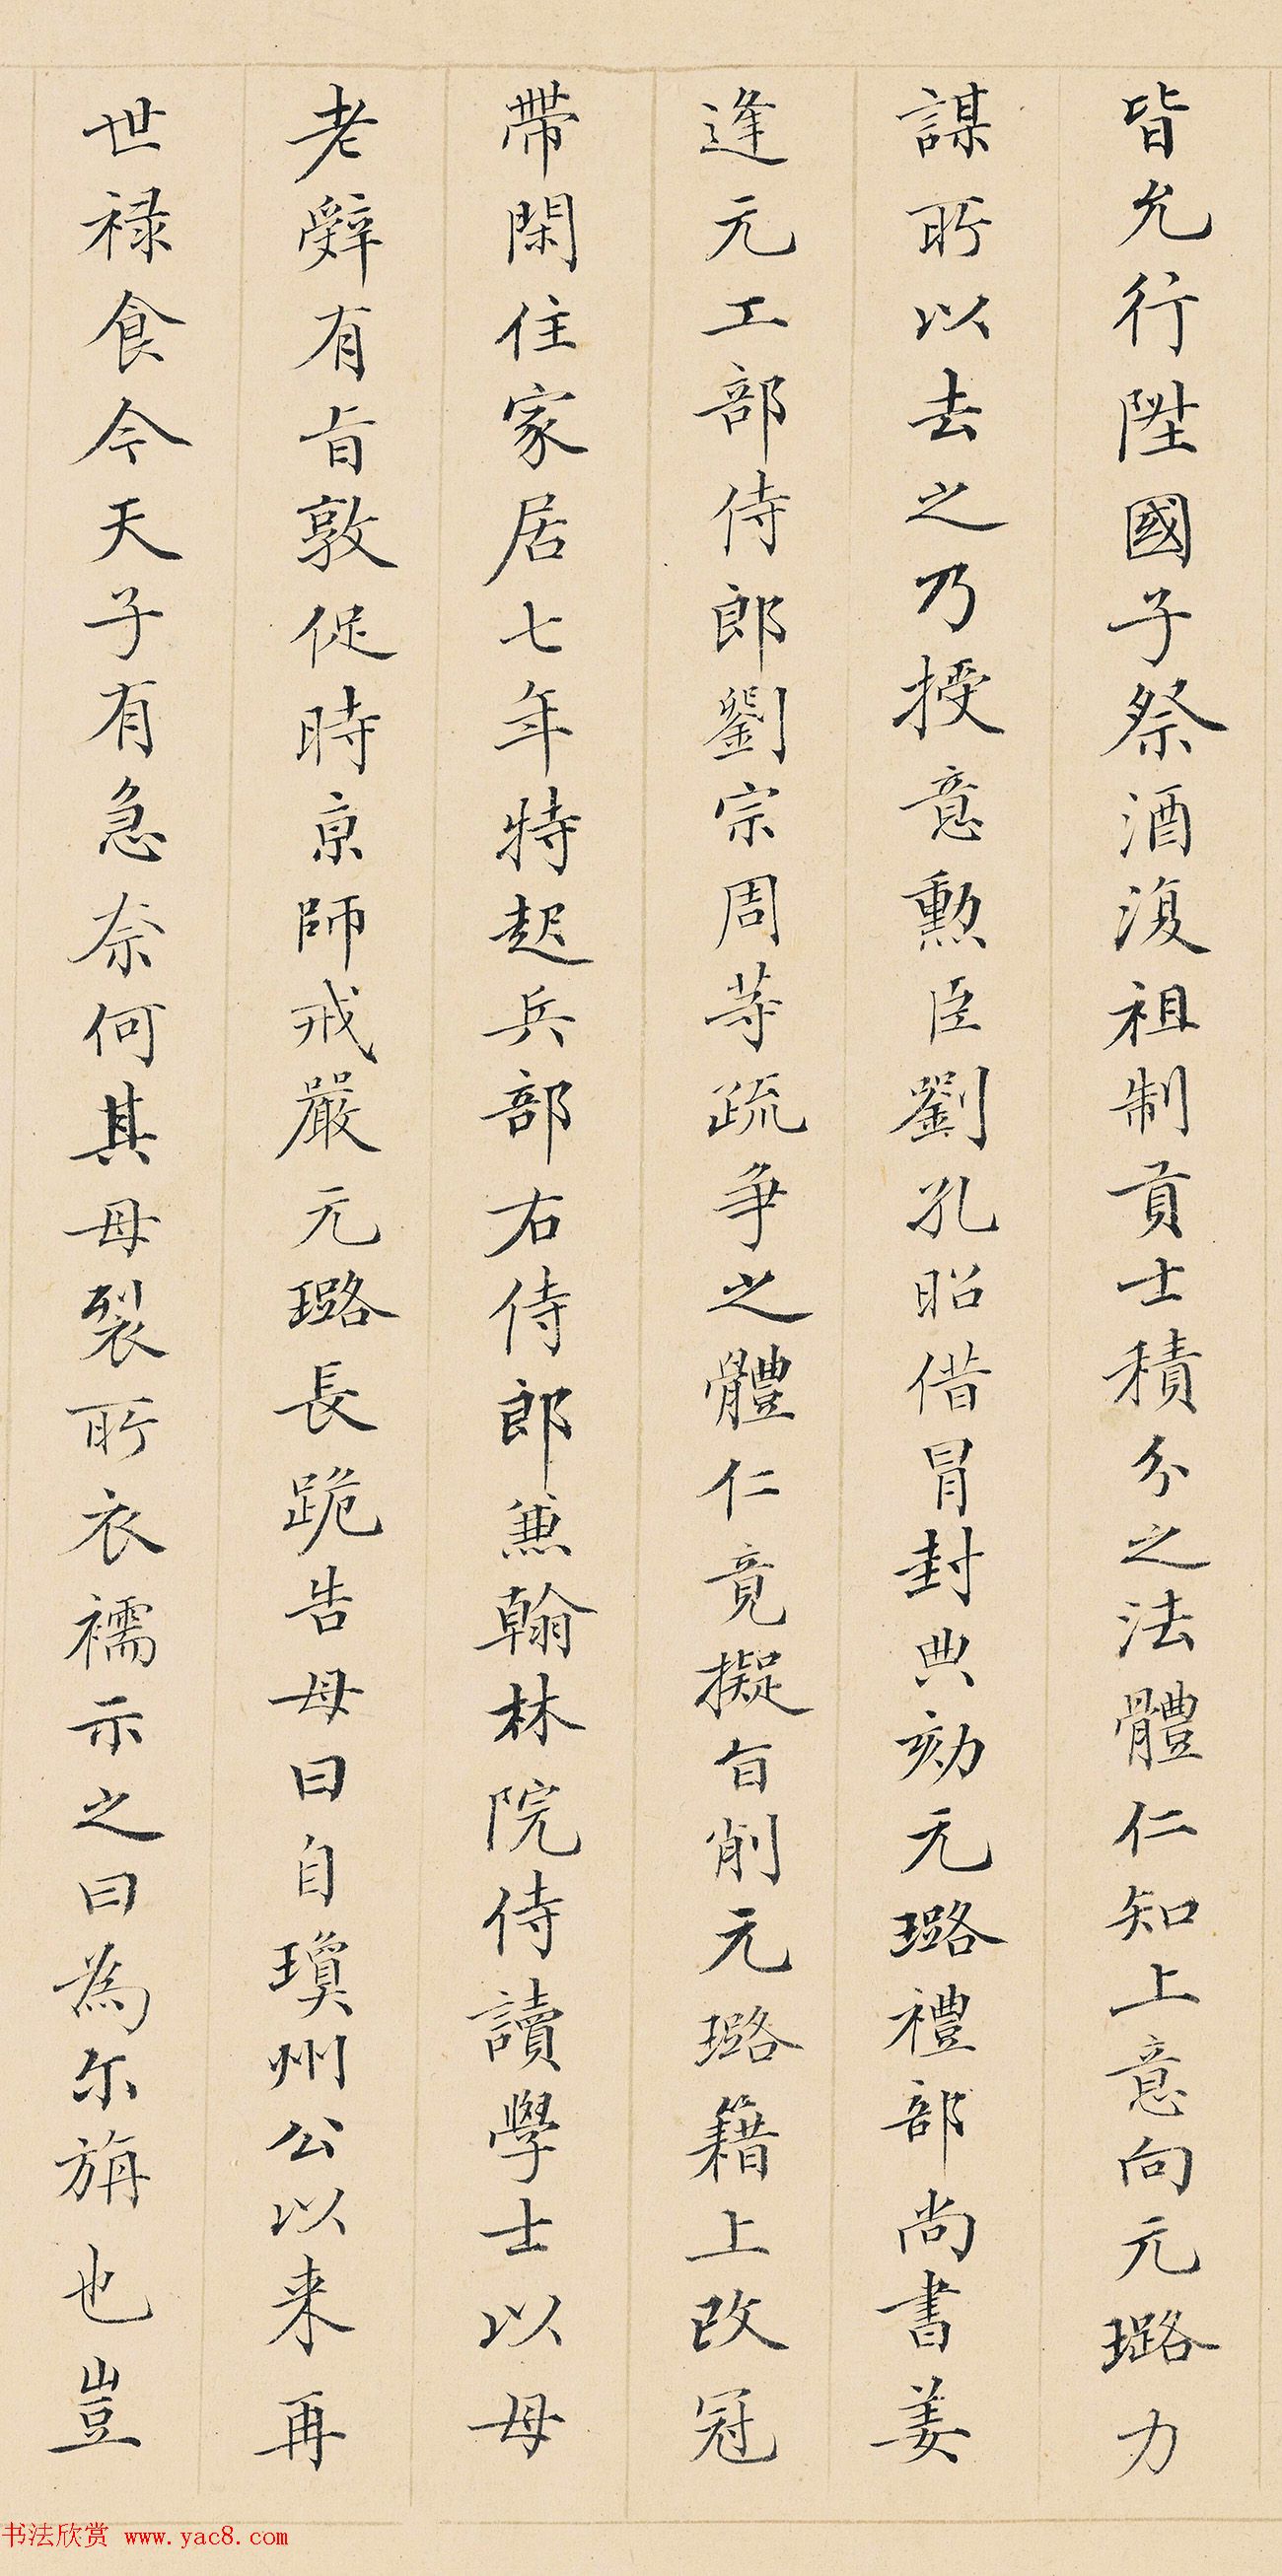 皆允行陞國子祭酒復祖制貢士積分之法體仁知上意向元璐力
謀所以去之乃授意勲臣劉孔昭借冒封典劾元璐禮部尚書姜
逢元工部侍郎劉宗周等疏争之體仁竟擬旨削元璐籍上改冠
帶閑住家居七年特起兵部右侍郎兼翰林院侍讀學士以母
老辭有旨敦促時京師戒嚴元璐長跪告母曰自瓊州公以来再
世禄食今天子有急奈何其母裂所衣襦示之曰為尔旃也豈
书法欣赏 www.yac8.com